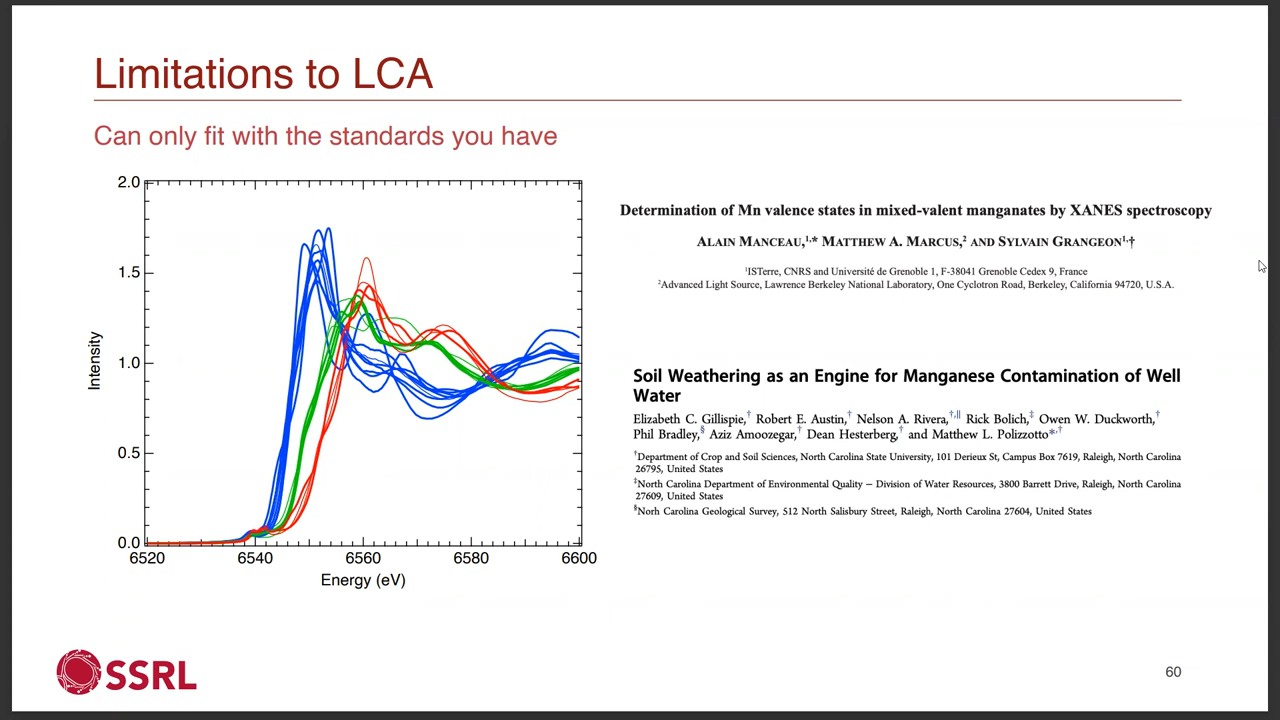 Limitations to LCA
Can only fit with the standards you have
2.0
1.5
1.0
0.5
0.0
Intensity
6520 6540 6560 6580 6600
Energy (eV)
Determination of Mn valence states in mixed-valent manganates by XANES spectroscopy
ALAIN MANCEAU,1,* MATTHEW A. MARCUS,2 AND SYLVAIN GRANGEON1,†
1ISTerre, CNRS and Université de Grenoble 1, F-38041 Grenoble Cedex 9, France
2Advanced Light Source, Lawrence Berkeley National Laboratory, One Cyclotron Road, Berkeley, California 94720, U.S.A.
Soil Weathering as an Engine for Manganese Contamination of Well
Water
Elizabeth C. Gillispie,† Robert E. Austin,† Nelson A. Rivera,†,∥ Rick Bolich,‡ Owen W. Duckworth,†
Phil Bradley,§ Aziz Amoozegar,† Dean Hesterberg,† and Matthew L. Polizzotto*,†
†Department of Crop and Soil Sciences, North Carolina State University, 101 Derieux St, Campus Box 7619, Raleigh, North Carolina
26795, United States
‡North Carolina Department of Environmental Quality − Division of Water Resources, 3800 Barrett Drive, Raleigh, North Carolina
27609, United States
§Norh Carolina Geological Survey, 512 North Salisbury Street, Raleigh, North Carolina 27604, United States
SSRL
60